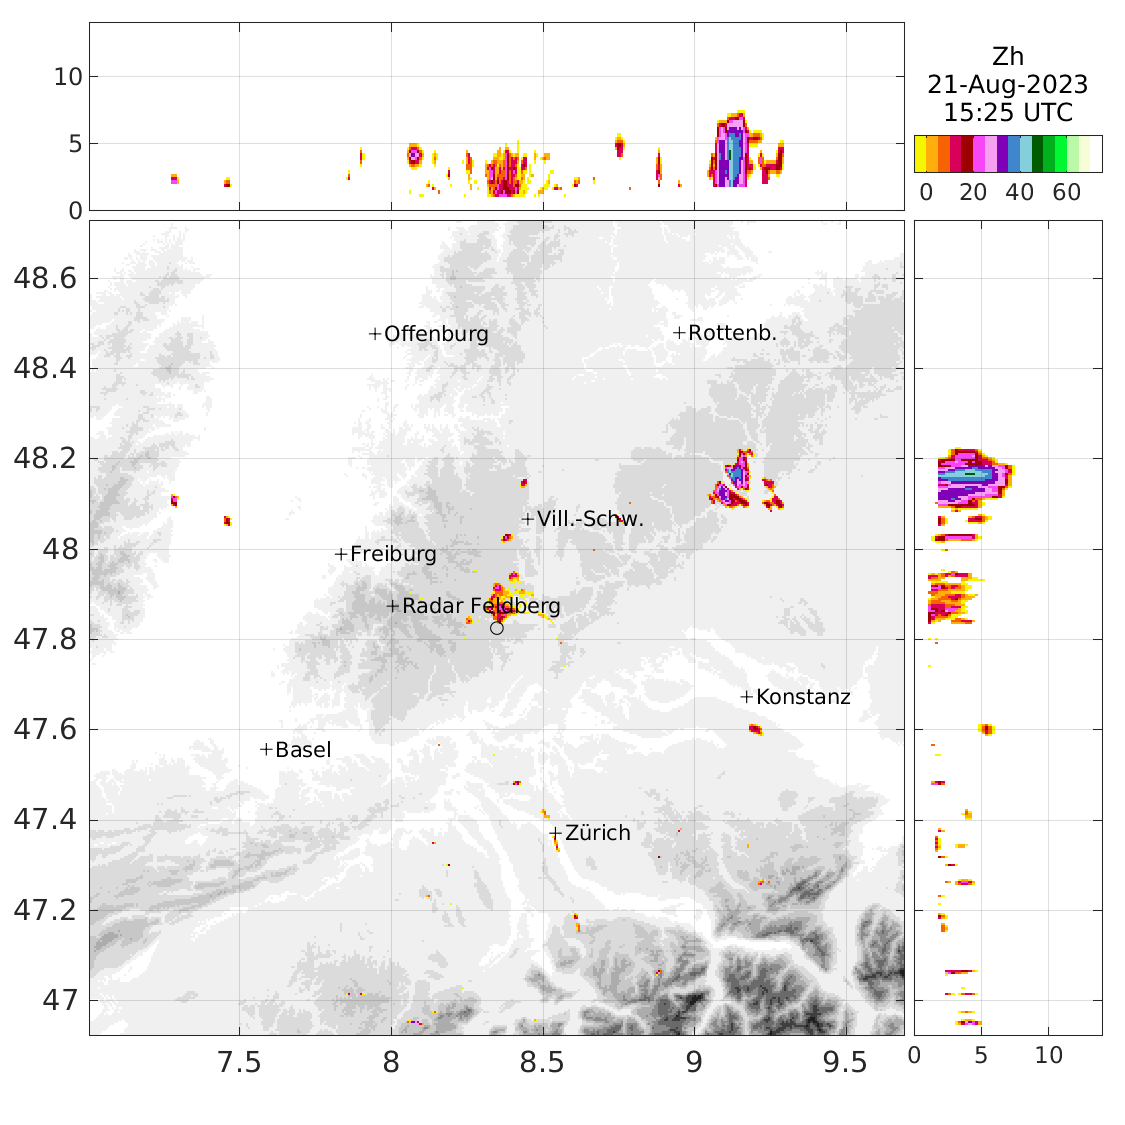 Zh
21-Aug-2023
15:25 UTC
0 20 40 60
10
5
0
48.6
48.4
48.2
48
47.8
47.6
47.4
47.2
47
Offenburg
Rottenb.
Vill.-Schw.
Freiburg
Radar Feldberg
Konstanz
Basel
Zürich
7.5 8 8.5 9 9.5
0 5 10